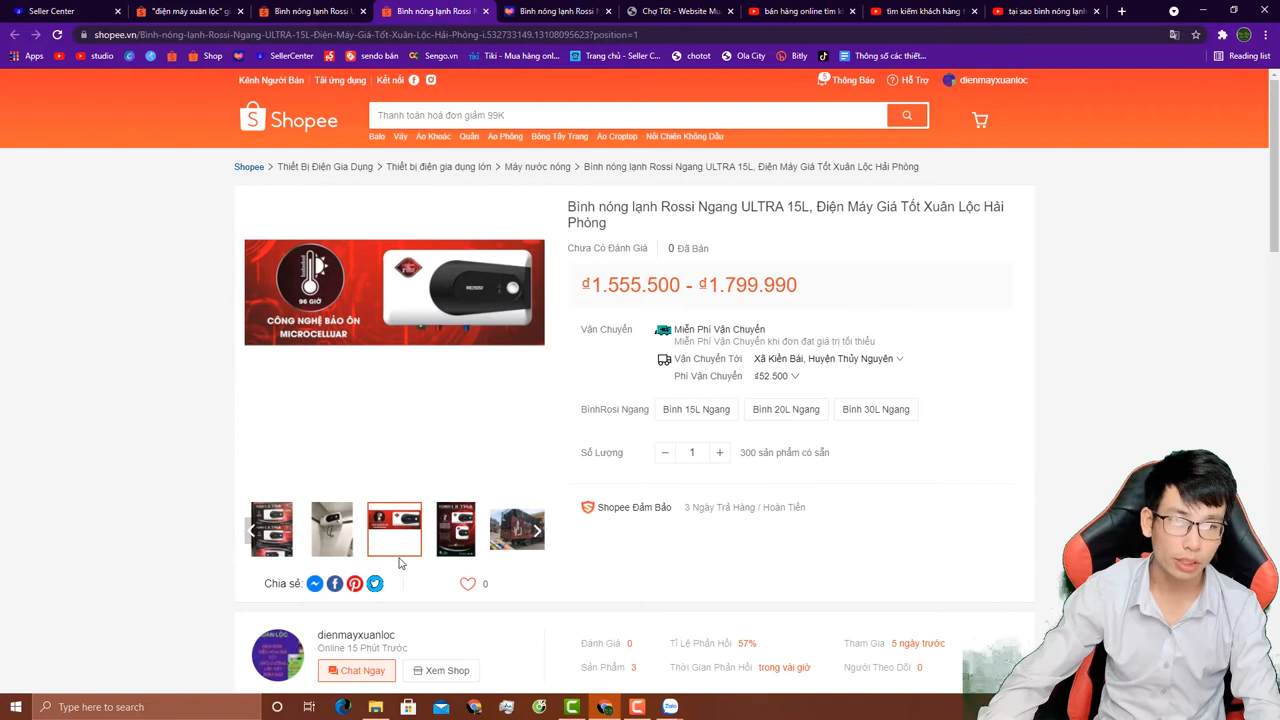 Seller Center
"điện máy xuân lộc giá
Bình nóng lạnh Rossi N
Bình nóng lạnh Rossi N
Chợ Tốt - Website Mu
bán hàng online tim
tìm kiếm khách hàng
tại sao bình nóng lạnh
shopee.vn/Bình-nóng-lạnh-Rossi-Ngang-ULTRA-15L-Điện-Máy-Giá-Tốt-Xuân-Lộc-Hải-Phòng-i.532733149.13108095623?position=1
Apps
studio
Shop
SellerCenter
sendo bán
Sengo.vn
Tiki - Mua hàng onl...
Trang chủ
chotot
Ola City
Bitly
Thông số các thiết...
Reading list
Kênh Người Bán
Tải ứng dụng
Kết nối
5
Thông Báo
Hỗ Trợ
dienmayxuanloc
Shopee
Thanh toán hoá đơn giảm 99K
Balo Váy Áo Khoác Quần Áo Phông Bông Tẩy Trang Áo Croptop Nồi Chiên Không Dầu
Shopee > Thiết Bị Điện Gia Dụng > Thiết bị điện gia dụng lớn > Máy nước nóng > Bình nóng lạnh Rossi Ngang ULTRA 15L, Điện Máy Giá Tốt Xuân Lộc Hải Phòng
Bình nóng lạnh Rossi Ngang ULTRA 15L, Điện Máy Giá Tốt Xuân Lộc Hải
Phòng
Chưa Có Đánh Giá
0 Đã Bán
₫1.555.500 - ₫1.799.990
96 GIỜ
CÔNG NGHỆ BẢO ÔN
MICROCELLUAR
ROSSI
Vận Chuyển
Miễn Phí Vận Chuyển
Miễn Phí Vận Chuyển khi đơn đạt giá trị tối thiểu
Vận Chuyển Tới
Xã Kiền Bái, Huyện Thủy Nguyên
Phí Vận Chuyển
₫52.500
BìnhRosi Ngang
Bình 15L Ngang
Bình 20L Ngang
Bình 30L Ngang
Số Lượng
1
300 sản phẩm có sẵn
Shopee Đảm Bảo
3 Ngày Trả Hàng / Hoàn Tiền
Chia sẻ:
0
dienmayxuanloc
Online 15 Phút Trước
Chat Ngay
Xem Shop
Đánh Giá 0
Tỉ Lệ Phản Hồi 57%
Tham Gia 5 ngày trước
Sản Phẩm 3
Thời Gian Phản Hồi trong vài giờ
Người Theo Dõi 0
Type here to search
Zalo